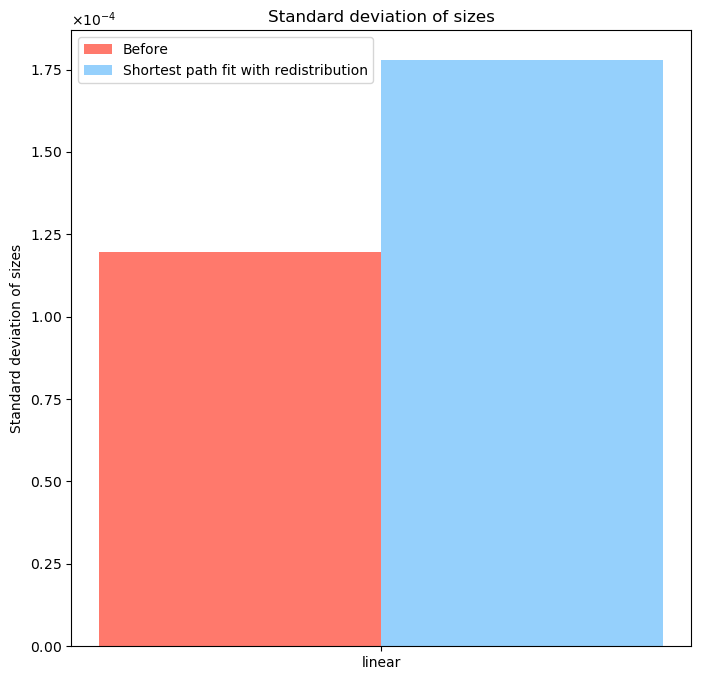 Standard deviation of sizes
×10⁻⁴
Before
Shortest path fit with redistribution
1.75
1.50
1.25
1.00
0.75
0.50
0.25
0.00
Standard deviation of sizes
linear